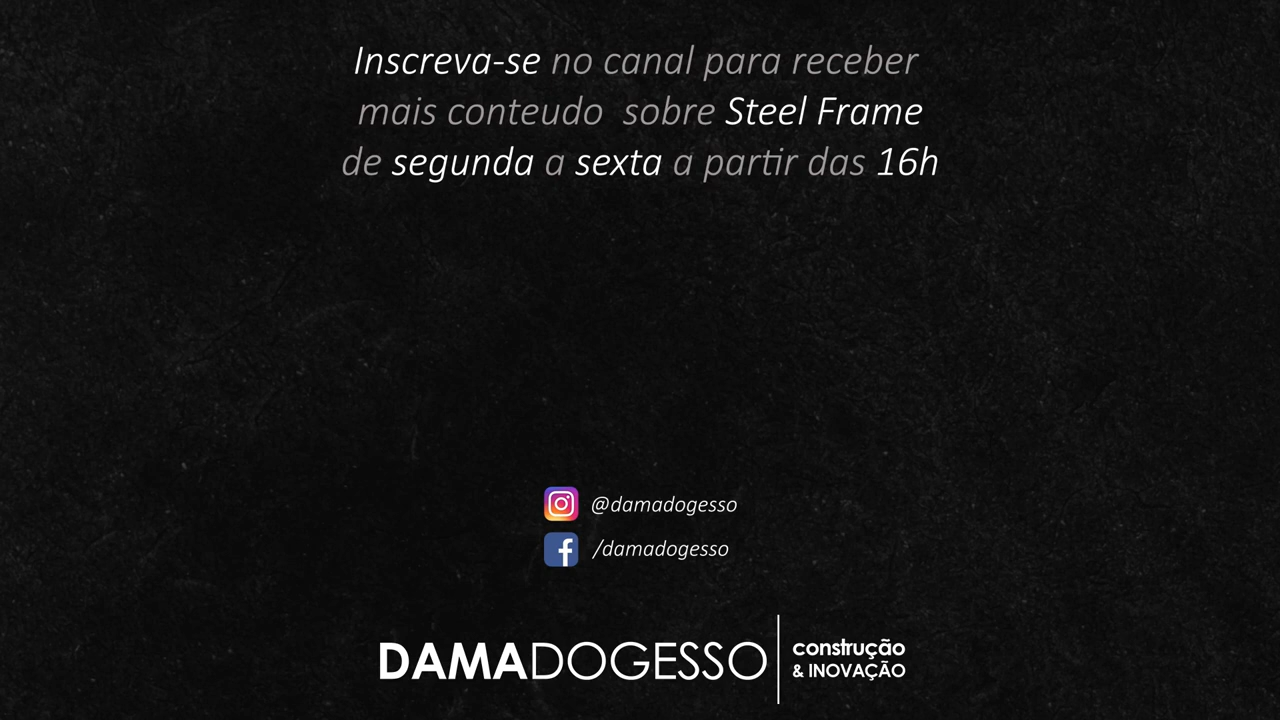 Inscreva-se no canal para receber
mais conteudo sobre Steel Frame
de segunda a sexta a partir das 16h
@damadogesso
/damadogesso
DAMADOGESSO
construção
& INOVAÇÃO